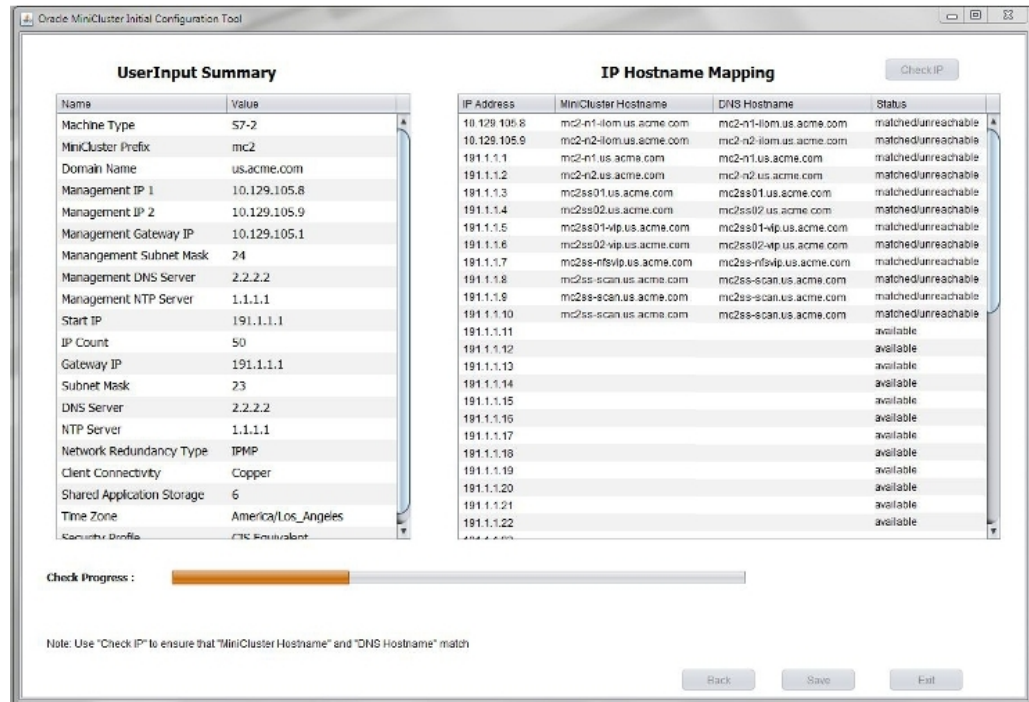 Oracle MiniCluster Initial Configuration Tool
UserInput Summary
Name Value
Machine Type S7-2
MiniCluster Prefix mc2
Domain Name us.acme.com
Management IP 1 10.129.105.8
Management IP 2 10.129.105.9
Management Gateway IP 10.129.105.1
Manangement Subnet Mask 24
Management DNS Server 2.2.2.2
Management NTP Server 1.1.1.1
Start IP 191.1.1.1
IP Count 50
Gateway IP 191.1.1.1
Subnet Mask 23
DNS Server 2.2.2.2
NTP Server 1.1.1.1
Network Redundancy Type IPMP
Client Connectivity Copper
Shared Application Storage 6
Time Zone America/Los_Angeles
Security Profile CIS Equivalent
IP Hostname Mapping
Check IP
IP Address MiniCluster Hostname DNS Hostname Status
10.129.105.8 mc2-n1-ilom.us.acme.com mc2-n1-ilom.us.acme.com matched/unreachable
10.129.105.9 mc2-n2-ilom.us.acme.com mc2-n2-ilom.us.acme.com matched/unreachable
191.1.1.1 mc2-n1.us.acme.com mc2-n1.us.acme.com matched/unreachable
191.1.1.2 mc2-n2.us.acme.com mc2-n2.us.acme.com matched/unreachable
191.1.1.3 mc2ss01.us.acme.com mc2ss01.us.acme.com matched/unreachable
191.1.1.4 mc2ss02.us.acme.com mc2ss02.us.acme.com matched/unreachable
191.1.1.5 mc2ss01-vip.us.acme.com mc2ss01-vip.us.acme.com matched/unreachable
191.1.1.6 mc2ss02-vip.us.acme.com mc2ss02-vip.us.acme.com matched/unreachable
191.1.1.7 mc2ss-nfsvip.us.acme.com mc2ss-nfsvip.us.acme.com matched/unreachable
191.1.1.8 mc2ss-scan.us.acme.com mc2ss-scan.us.acme.com matched/unreachable
191.1.1.9 mc2ss-scan.us.acme.com mc2ss-scan.us.acme.com matched/unreachable
191.1.1.10 mc2ss-scan.us.acme.com mc2ss-scan.us.acme.com matched/unreachable
191.1.1.11 available
191.1.1.12 available
191.1.1.13 available
191.1.1.14 available
191.1.1.15 available
191.1.1.16 available
191.1.1.17 available
191.1.1.18 available
191.1.1.19 available
191.1.1.20 available
191.1.1.21 available
191.1.1.22 available
Check Progress :
Note: Use "Check IP" to ensure that "MiniCluster Hostname" and "DNS Hostname" match
Back Save Exit